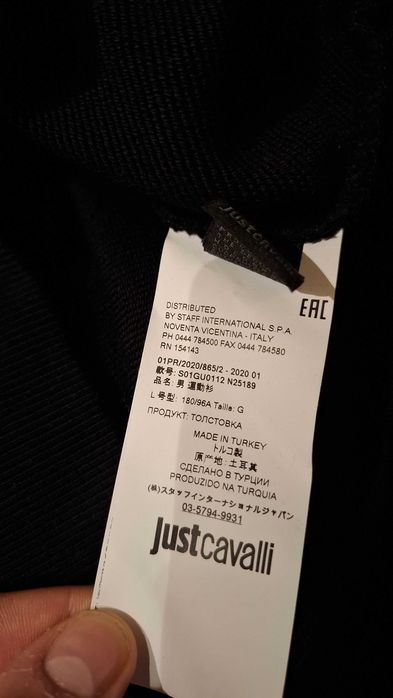 Just Cavalli
EAC
DISTRIBUTED
BY STAFF INTERNATIONAL S.P.A.
NOVENTA VICENTINA - ITALY
PH 0444 784500 FAX 0444 784580
RN 154143
01PR/2020/865/2 - 2020 01
款号: S01GU0112 N25189
品名: 男 運動衫
L 号型: 180/96A Taille: G
ПРОДУКТ: ТОЛСТОВКА
MADE IN TURKEY
トルコ製
原产地: 土耳其
СДЕЛАНО В ТУРЦИИ
PRODUZIDO NA TURQUIA
(株)スタッフインターナショナルジャパン
03-5794-9931
justcavalli